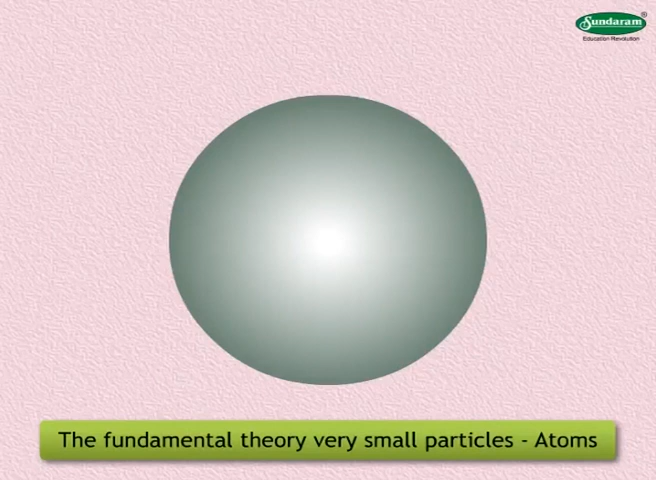 Sundaram
Education Revolution
The fundamental theory very small particles - Atoms